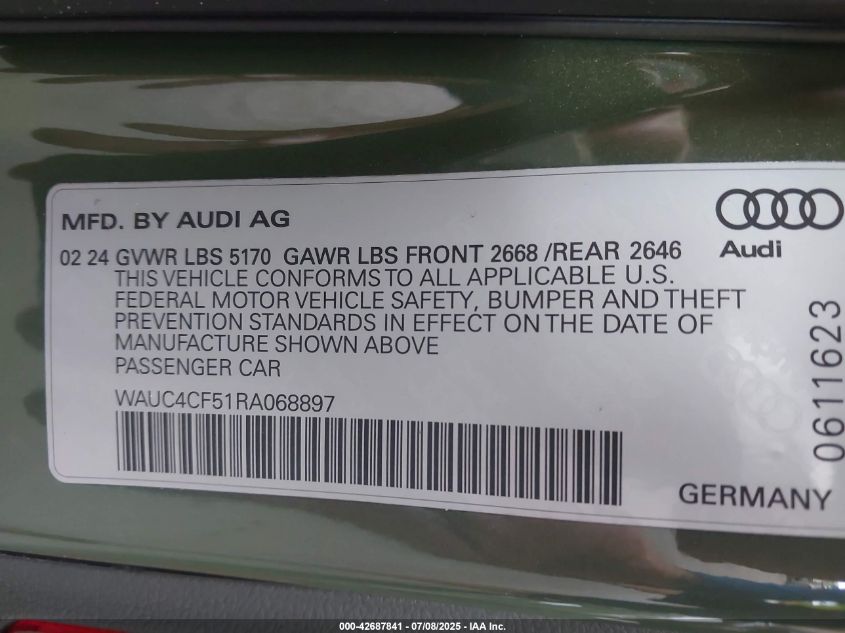 MFD. BY AUDI AG
Audi
02 24 GVWR LBS 5170 GAWR LBS FRONT 2668 /REAR 2646
THIS VEHICLE CONFORMS TO ALL APPLICABLE U.S.
FEDERAL MOTOR VEHICLE SAFETY, BUMPER AND THEFT
PREVENTION STANDARDS IN EFFECT ON THE DATE OF
MANUFACTURE SHOWN ABOVE
PASSENGER CAR
WAUC4CF51RA068897
0611623
GERMANY
000-42687841 - 07/08/2025 - IAA Inc.